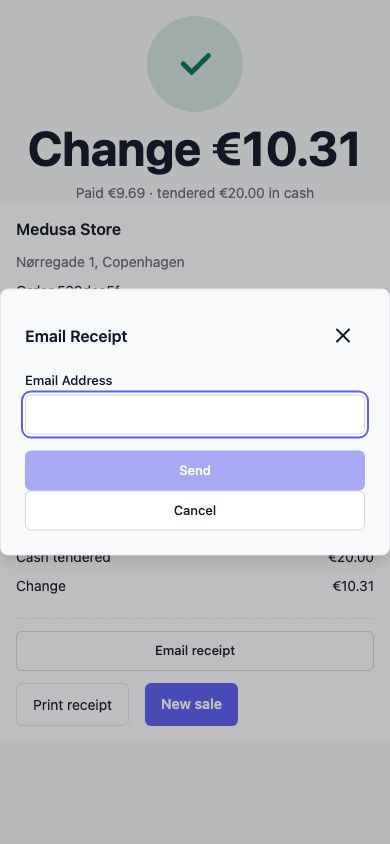 Change €10.31
Paid €9.69 · tendered €20.00 in cash
Medusa Store
Nørregade 1, Copenhagen
Order
Email Receipt
Email Address
Send
Cancel
Cash tendered €20.00
Change €10.31
Email receipt
Print receipt New sale